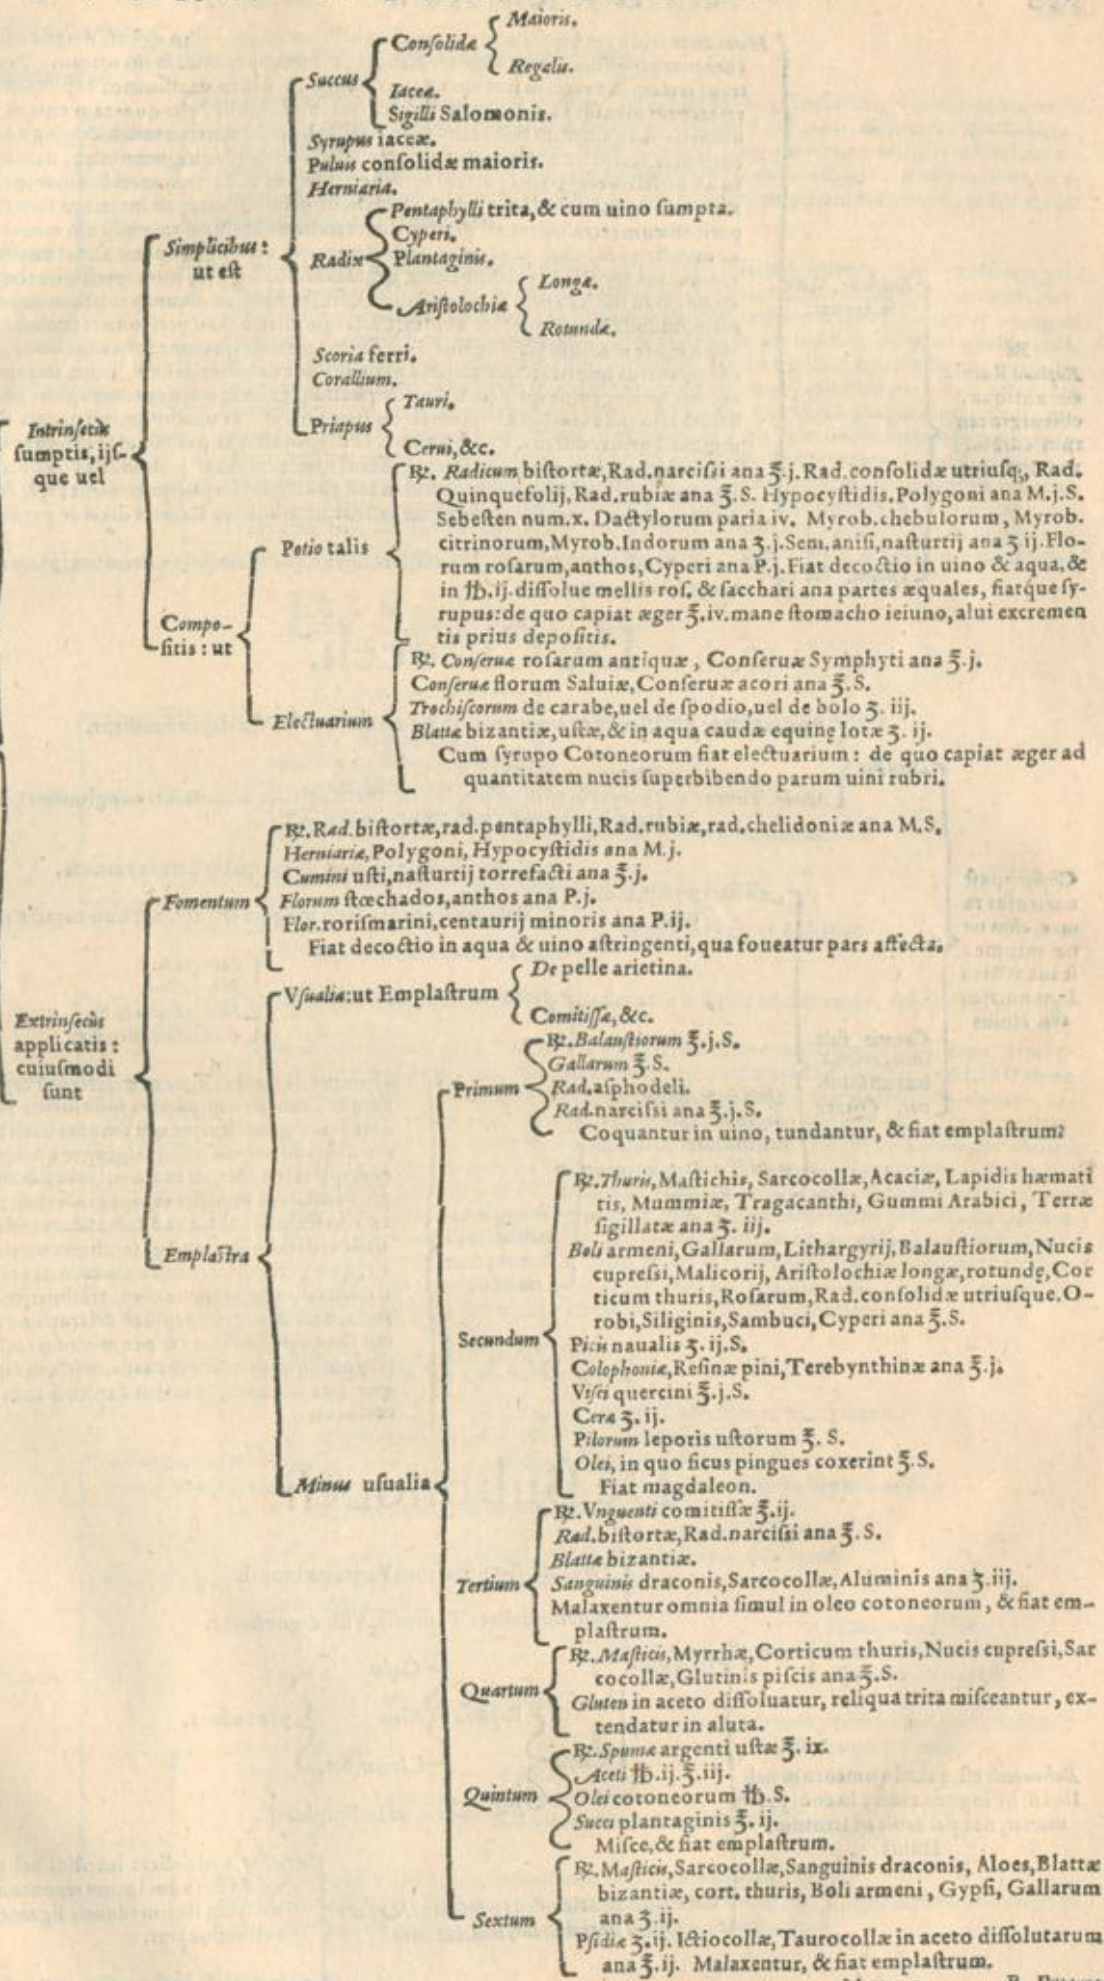 Maioris.
Conſolidæ
Regalis.
Succus
Iaceæ.
Sigilli Salomonis.
Syrupus iaceæ.
Puluis conſolidæ maioris.
Herniaria.
Simplicibus:
ut eſt
Pentaphylli trita,& cum uino ſumpta.
Cyperi.
Radix
Plantaginis.
Longæ.
Ariſtolochiæ
Rotundæ.
Scoria ferri.
Corallium.
Tauri.
Priapus
Cerui,&c.
Intrinſecùs
ſumptis,ijſ-
que uel
℞. Radicum biſtortæ,Rad.narciſsi ana ℥.j.Rad.conſolidæ utriuſq;, Rad.
Quinquefolij,Rad.rubiæ ana ℥.S. Hypocyſtidis.Polygoni ana M.j.S.
Sebeſten num.x. Dactylorum paria iv. Myrob.chebulorum, Myrob.
citrinorum,Myrob.Indorum ana ʒ.j.Sem.aniſi,naſturtij ana ʒ ij.Flo-
rum roſarum,anthos,Cyperi ana P.j.Fiat decoctio in uino & aqua,&
in ℔.ij.diſſolue mellis roſ. & ſacchari ana partes æquales, fiatque ſy-
rupus:de quo capiat æger ℥.iv.mane ſtomacho ieiuno,alui excremen
tis prius depoſitis.
Potio talis
Compo-
ſitis: ut
℞. Conſeruæ roſarum antiquæ, Conſeruæ Symphyti ana ℥.j.
Conſeruæ florum Saluiæ,Conſeruæ acori ana ℥.S.
Trochiſcorum de carabe,uel de ſpodio,uel de bolo ʒ. iij.
Blattæ bizantiæ,uſtæ,& in aqua caudæ equinę lotæ ʒ. ij.
Cum ſyrupo Cotoneorum fiat electuarium: de quo capiat æger ad
quantitatem nucis ſuperbibendo parum uini rubri.
Electuarium
℞.Rad.biſtortæ,rad.pentaphylli,Rad.rubiæ,rad.chelidoniæ ana M.S.
Herniariæ,Polygoni,Hypocyſtidis ana M.j.
Cumini uſti,naſturtij torrefacti ana ℥.j.
Fomentum
Florum ſtœchados,anthos ana P.j.
Flor.roriſmarini,centaurij minoris ana P.ij.
Fiat decoctio in aqua & uino aſtringenti,qua foueatur pars affecta.
De pelle arietina.
Vſualia:ut Emplaſtrum
Comitiſſæ,&c.
Extrinſecùs
applicatis:
cuiuſmodi
ſunt
℞.Balauſtiorum ℥.j.S.
Gallarum ℥.S.
Primum
Rad.aſphodeli.
Rad.narciſsi ana ℥.j.S.
Coquantur in uino, tundantur, & fiat emplaſtrum?
℞.Thuris,Maſtichis, Sarcocollæ,Acaciæ, Lapidis hæmati
tis, Mummiæ, Tragacanthi, Gummi Arabici, Terræ
ſigillatæ ana ʒ. iij.
Boli armeni,Gallarum,Lithargyrij,Balauſtiorum,Nucis
cupreſsi,Malicorij, Ariſtolochiæ longæ,rotundę,Cor
ticum thuris,Roſarum,Rad.conſolidæ utriuſque.O-
robi,Siliginis,Sambuci,Cyperi ana ℥.S.
Emplaſtra
Secundum
Picis naualis ʒ. ij.S.
Colophoniæ,Reſinæ pini,Terebynthinæ ana ℥.j.
Viſci quercini ℥.j.S.
Ceræ ʒ. ij.
Pilorum leporis uſtorum ℥. S.
Olei, in quo ficus pingues coxerint ℥.S.
Fiat magdaleon.
Minus uſualia
℞.Vnguenti comitiſſæ ℥.ij.
Rad.biſtortæ,Rad.narciſsi ana ℥.S.
Blattæ bizantiæ.
Tertium
Sanguinis draconis,Sarcocollæ,Aluminis ana ʒ.iij.
Malaxentur omnia ſimul in oleo cotoneorum, & fiat em-
plaſtrum.
℞.Maſticis,Myrrhæ,Corticum thuris,Nucis cupreſsi,Sar
cocollæ,Glutinis piſcis ana ℥.S.
Quartum
Gluten in aceto diſſoluatur, reliqua trita miſceantur, ex-
tendatur in aluta.
℞.Spumæ argenti uſtæ ℥. ix.
Aceti ℔.ij.℥.iij.
Quintum
Olei cotoneorum ℔.S.
Succi plantaginis ℥. ij.
Miſce,& fiat emplaſtrum.
℞.Maſticis,Sarcocollæ,Sanguinis draconis, Aloes,Blattæ
bizantiæ, cort. thuris, Boli armeni, Gypſi, Gallarum
ana ʒ.ij.
Sextum
Pſidiæ ʒ.ij. Ictiocollæ,Taurocollæ in aceto diſſolutarum
ana ℥.ij. Malaxentur, & fiat emplaſtrum.